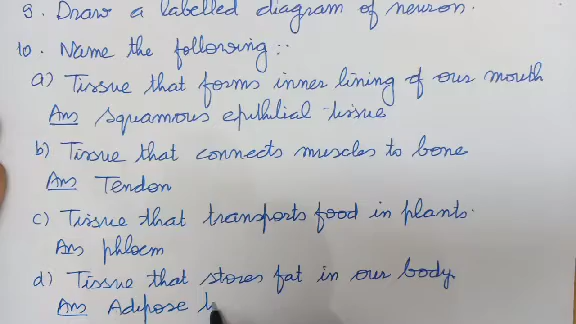 9. Draw a labelled diagram of neuron.
10. Name the following :-
a) Tissue that forms inner lining of our mouth
Ans Squamous epithilial tissue
b) Tissue that connects muscles to bone
Ans Tendon
c) Tissue that transports food in plants.
Ans phloem
d) Tissue that stores fat in our body.
Ans Adipose